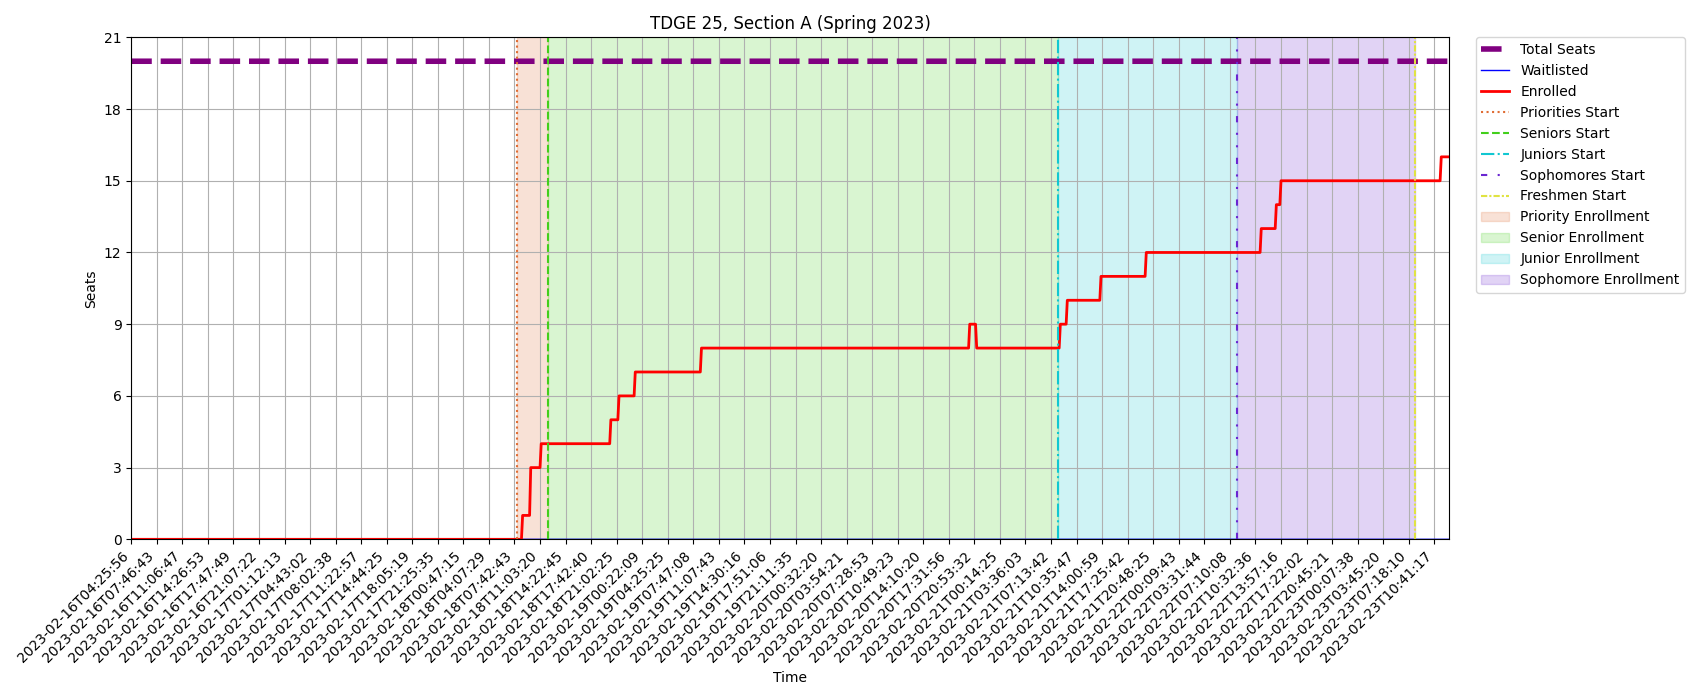 TDGE 25, Section A (Spring 2023)
21
18
15
12
9
6
3
0
Seats
2023-02-16T04:25:56
2023-02-16T07:46:43
2023-02-16T11:06:47
2023-02-16T14:26:53
2023-02-16T17:47:49
2023-02-16T21:07:22
2023-02-17T01:12:13
2023-02-17T04:43:02
2023-02-17T08:02:38
2023-02-17T11:22:57
2023-02-17T14:44:25
2023-02-17T18:05:19
2023-02-17T21:25:35
2023-02-18T00:47:15
2023-02-18T04:07:29
2023-02-18T07:42:43
2023-02-18T11:03:20
2023-02-18T14:22:45
2023-02-18T17:42:40
2023-02-18T21:02:25
2023-02-19T00:22:09
2023-02-19T04:25:25
2023-02-19T07:47:08
2023-02-19T11:07:43
2023-02-19T14:30:16
2023-02-19T17:51:06
2023-02-19T21:11:35
2023-02-20T00:32:20
2023-02-20T03:54:21
2023-02-20T07:28:53
2023-02-20T10:49:23
2023-02-20T14:10:20
2023-02-20T17:31:56
2023-02-20T20:53:32
2023-02-21T00:14:25
2023-02-21T03:36:03
2023-02-21T07:13:42
2023-02-21T10:35:47
2023-02-21T14:00:59
2023-02-21T17:25:42
2023-02-21T20:48:25
2023-02-22T00:09:43
2023-02-22T03:31:44
2023-02-22T07:10:08
2023-02-22T10:32:36
2023-02-22T13:57:16
2023-02-22T17:22:02
2023-02-22T20:45:21
2023-02-23T00:07:38
2023-02-23T03:45:20
2023-02-23T07:18:10
2023-02-23T10:41:17
Time
Total Seats
Waitlisted
Enrolled
Priorities Start
Seniors Start
Juniors Start
Sophomores Start
Freshmen Start
Priority Enrollment
Senior Enrollment
Junior Enrollment
Sophomore Enrollment